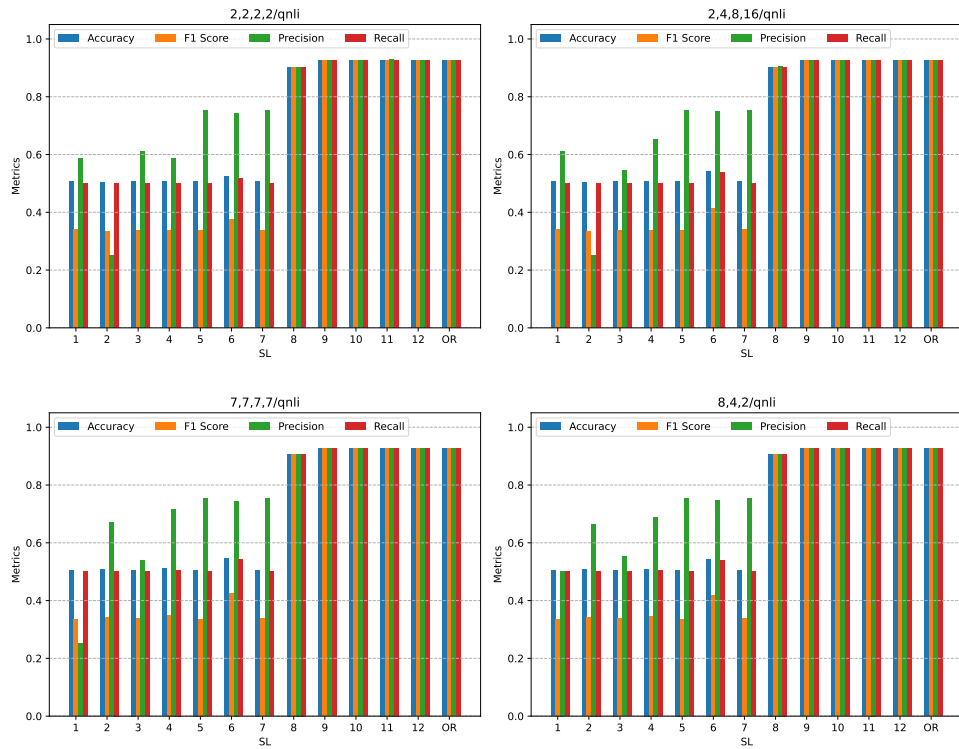 2,2,2,2/qnli
Accuracy F1 Score Precision Recall
1.0
0.8
0.6
0.4
0.2
0.0
Metrics
1 2 3 4 5 6 7 8 9 10 11 12 OR
SL
2,4,8,16/qnli
Accuracy F1 Score Precision Recall
1.0
0.8
0.6
0.4
0.2
0.0
Metrics
1 2 3 4 5 6 7 8 9 10 11 12 OR
SL
7,7,7,7/qnli
Accuracy F1 Score Precision Recall
1.0
0.8
0.6
0.4
0.2
0.0
Metrics
1 2 3 4 5 6 7 8 9 10 11 12 OR
SL
8,4,2/qnli
Accuracy F1 Score Precision Recall
1.0
0.8
0.6
0.4
0.2
0.0
Metrics
1 2 3 4 5 6 7 8 9 10 11 12 OR
SL